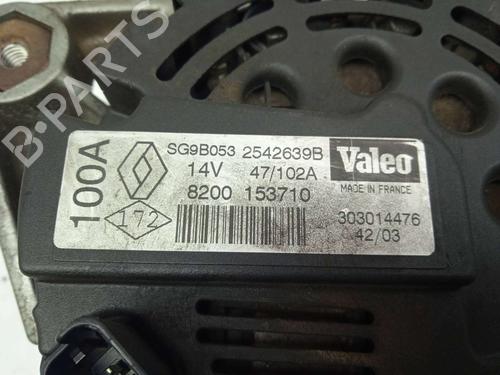 100A
172
SG9B053 2542639B
14V 47/102A
8200 153710
Valeo
MADE IN FRANCE
303014476
42/03
B-PARTS